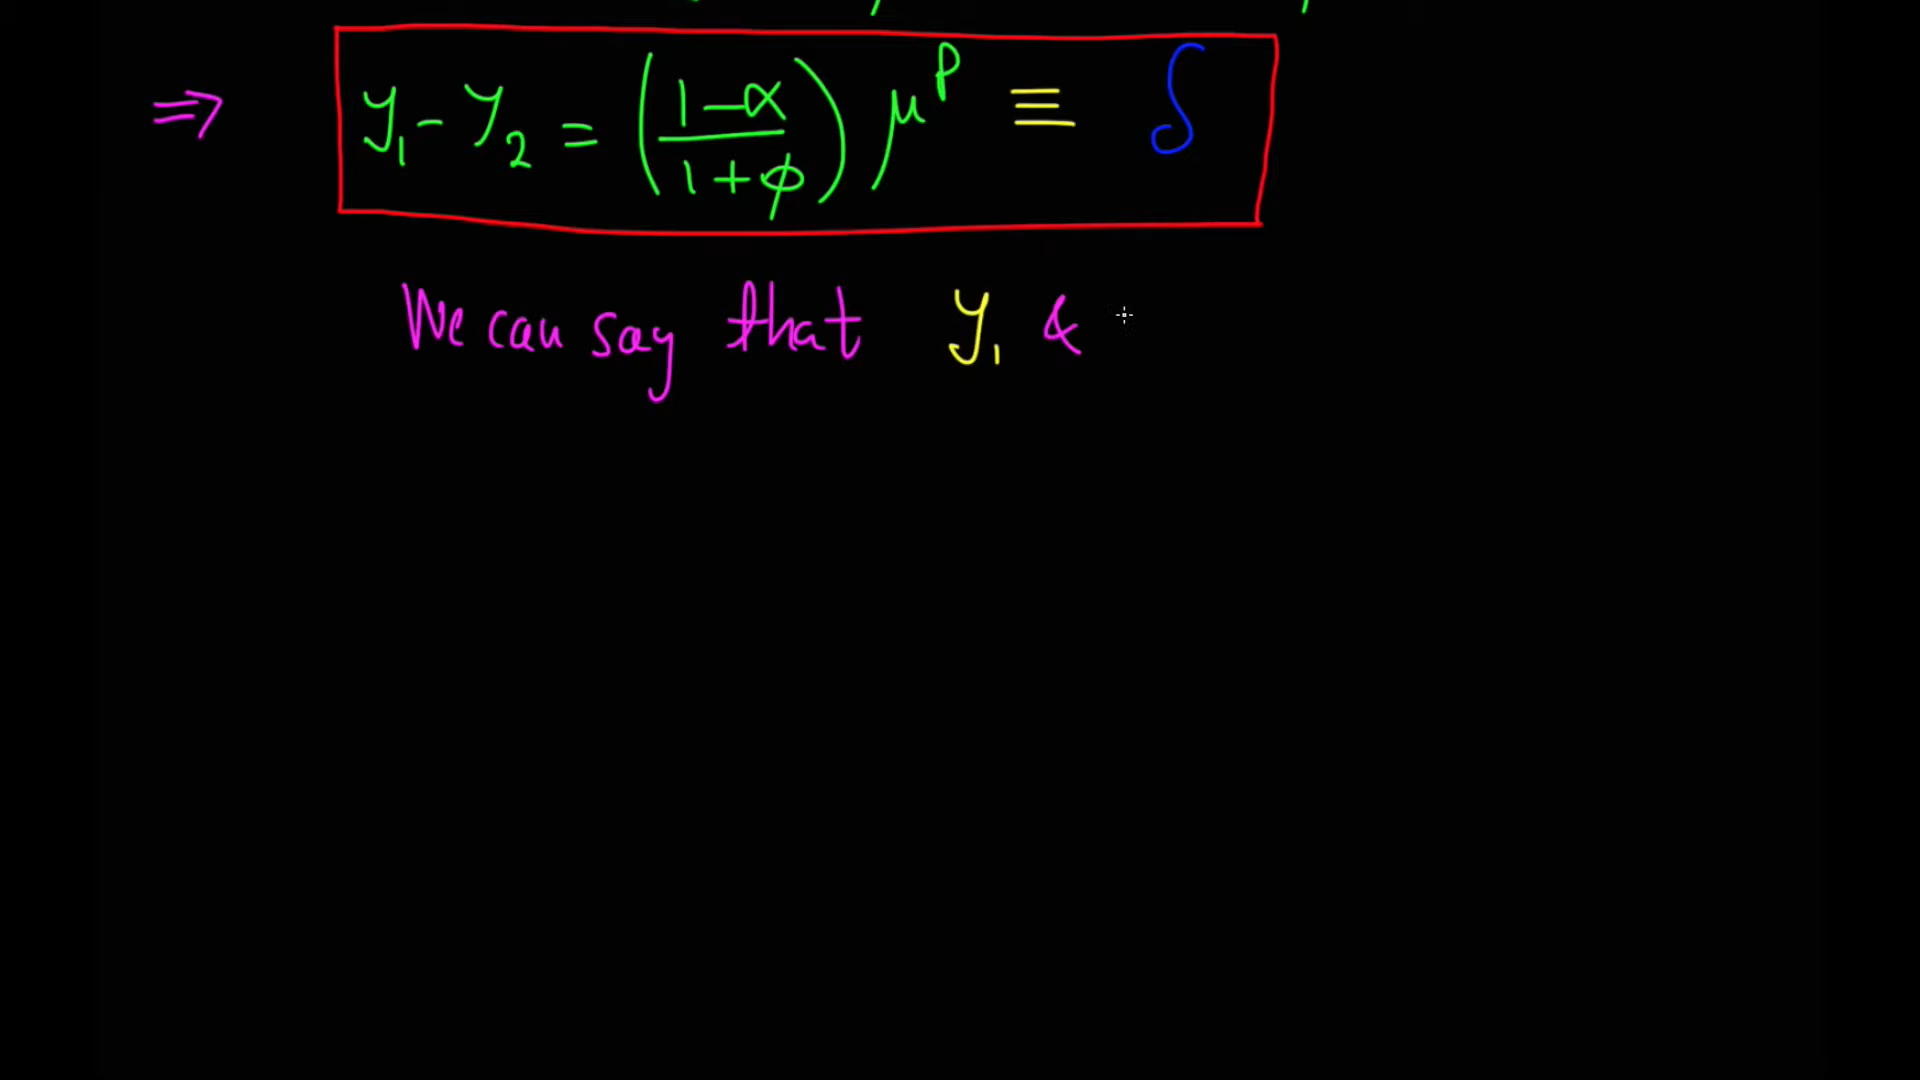 ⇒ y₁ - y₂ = ((1-α)/(1+φ)) μᵖ ≡ δ
We can say that y₁ &